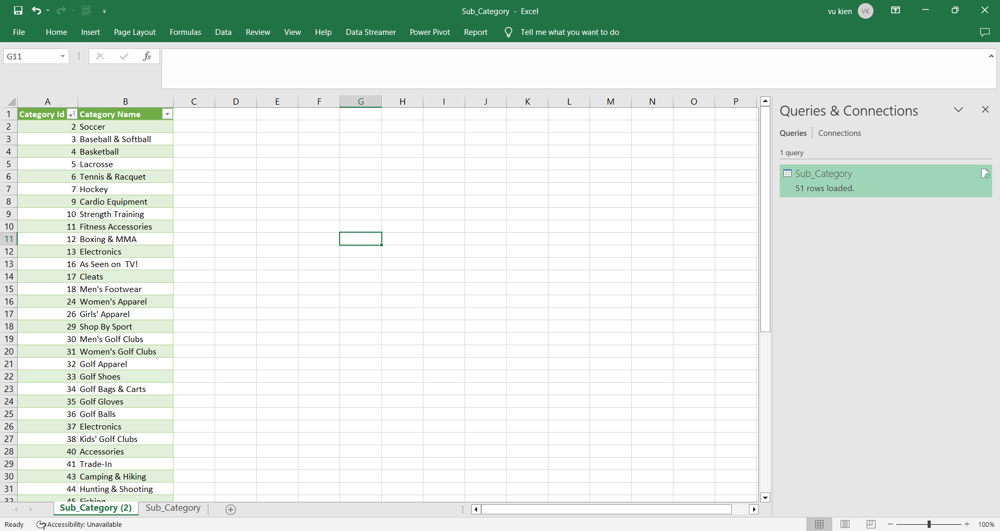 Sub_Category - Excel
vu kien VK
File Home Insert Page Layout Formulas Data Review View Help Data Streamer Power Pivot Report Tell me what you want to do
G11 fx
A B C D E F G H I J K L M N O P
1 Category Id Category Name
2 2 Soccer
3 3 Baseball & Softball
4 4 Basketball
5 5 Lacrosse
6 6 Tennis & Racquet
7 7 Hockey
8 9 Cardio Equipment
9 10 Strength Training
10 11 Fitness Accessories
11 12 Boxing & MMA
12 13 Electronics
13 16 As Seen on  TV!
14 17 Cleats
15 18 Men's Footwear
16 24 Women's Apparel
17 26 Girls' Apparel
18 29 Shop By Sport
19 30 Men's Golf Clubs
20 31 Women's Golf Clubs
21 32 Golf Apparel
22 33 Golf Shoes
23 34 Golf Bags & Carts
24 35 Golf Gloves
25 36 Golf Balls
26 37 Electronics
27 38 Kids' Golf Clubs
28 40 Accessories
29 41 Trade-In
30 43 Camping & Hiking
31 44 Hunting & Shooting
32 45 Fishing
Queries & Connections
Queries Connections
1 query
Sub_Category
51 rows loaded.
Sub_Category (2) Sub_Category
Ready Accessibility: Unavailable 100%